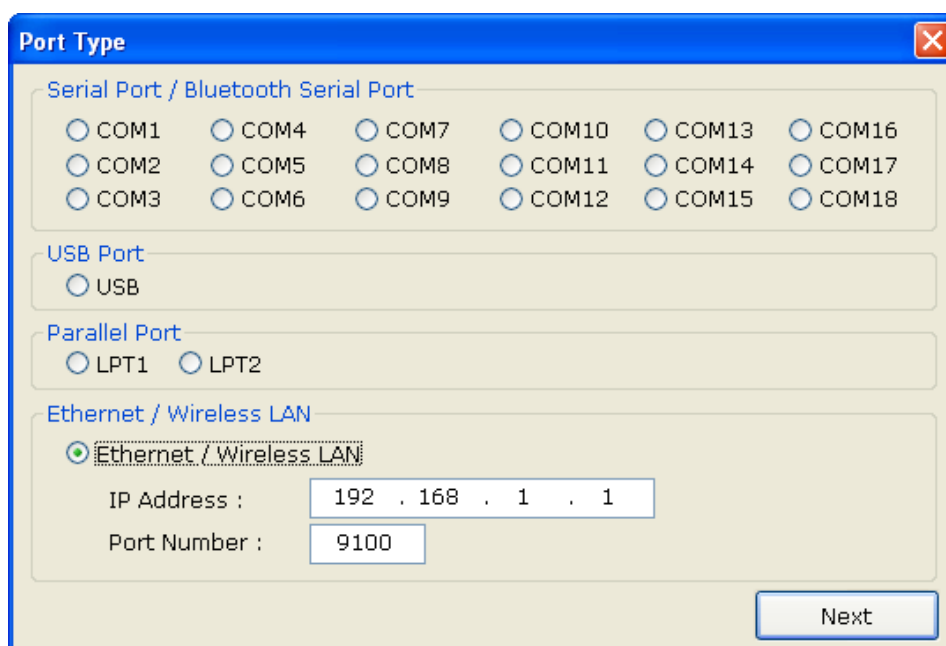 Port Type
Serial Port / Bluetooth Serial Port
COM1 COM4 COM7 COM10 COM13 COM16
COM2 COM5 COM8 COM11 COM14 COM17
COM3 COM6 COM9 COM12 COM15 COM18
USB Port
USB
Parallel Port
LPT1 LPT2
Ethernet / Wireless LAN
Ethernet / Wireless LAN
IP Address : 192 . 168 . 1 . 1
Port Number : 9100
Next